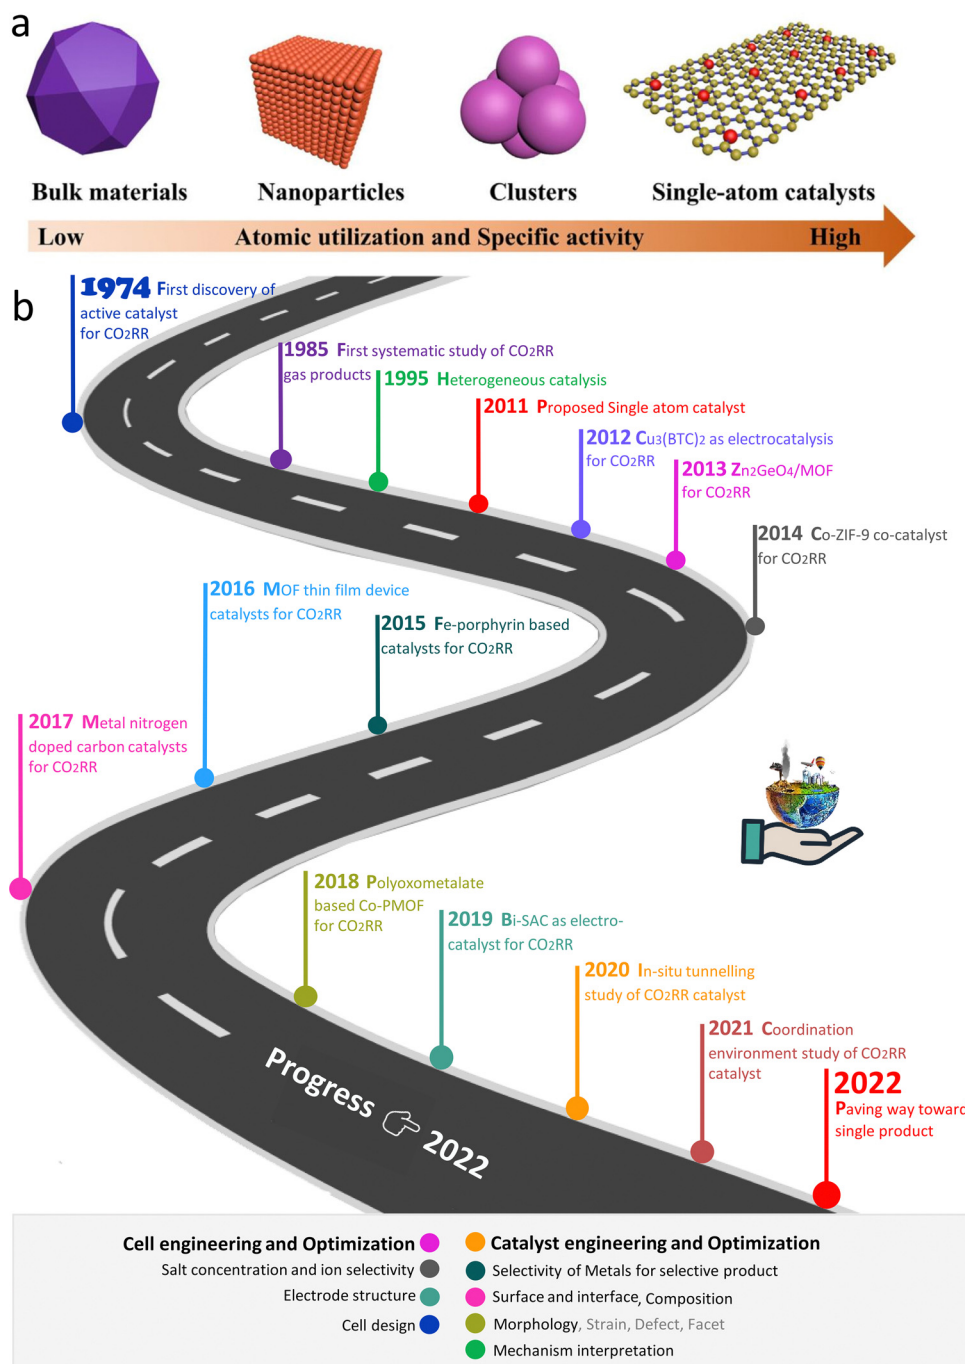 a
Bulk materials
Nanoparticles
Clusters
Single-atom catalysts
Low
Atomic utilization and Specific activity
High
b
1974 First discovery of
active catalyst
for CO2RR
1985 First systematic study of CO2RR
gas products
1995 Heterogeneous catalysis
2011 Proposed Single atom catalyst
2012 Cu3(BTC)2 as electrocatalysis
for CO2RR
2013 Zn2GeO4/MOF
for CO2RR
2014 Co-ZIF-9 co-catalyst
for CO2RR
2016 MOF thin film device
catalysts for CO2RR
2015 Fe-porphyrin based
catalysts for CO2RR
2017 Metal nitrogen
doped carbon catalysts
for CO2RR
2018 Polyoxometalate
based Co-PMOF
for CO2RR
2019 Bi-SAC as electro-
catalyst for CO2RR
2020 In-situ tunnelling
study of CO2RR catalyst
2021 Coordination
environment study of CO2RR
catalyst
2022
Paving way toward
single product
Progress 2022
Cell engineering and Optimization
Salt concentration and ion selectivity
Electrode structure
Cell design
Catalyst engineering and Optimization
Selectivity of Metals for selective product
Surface and interface, Composition
Morphology, Strain, Defect, Facet
Mechanism interpretation